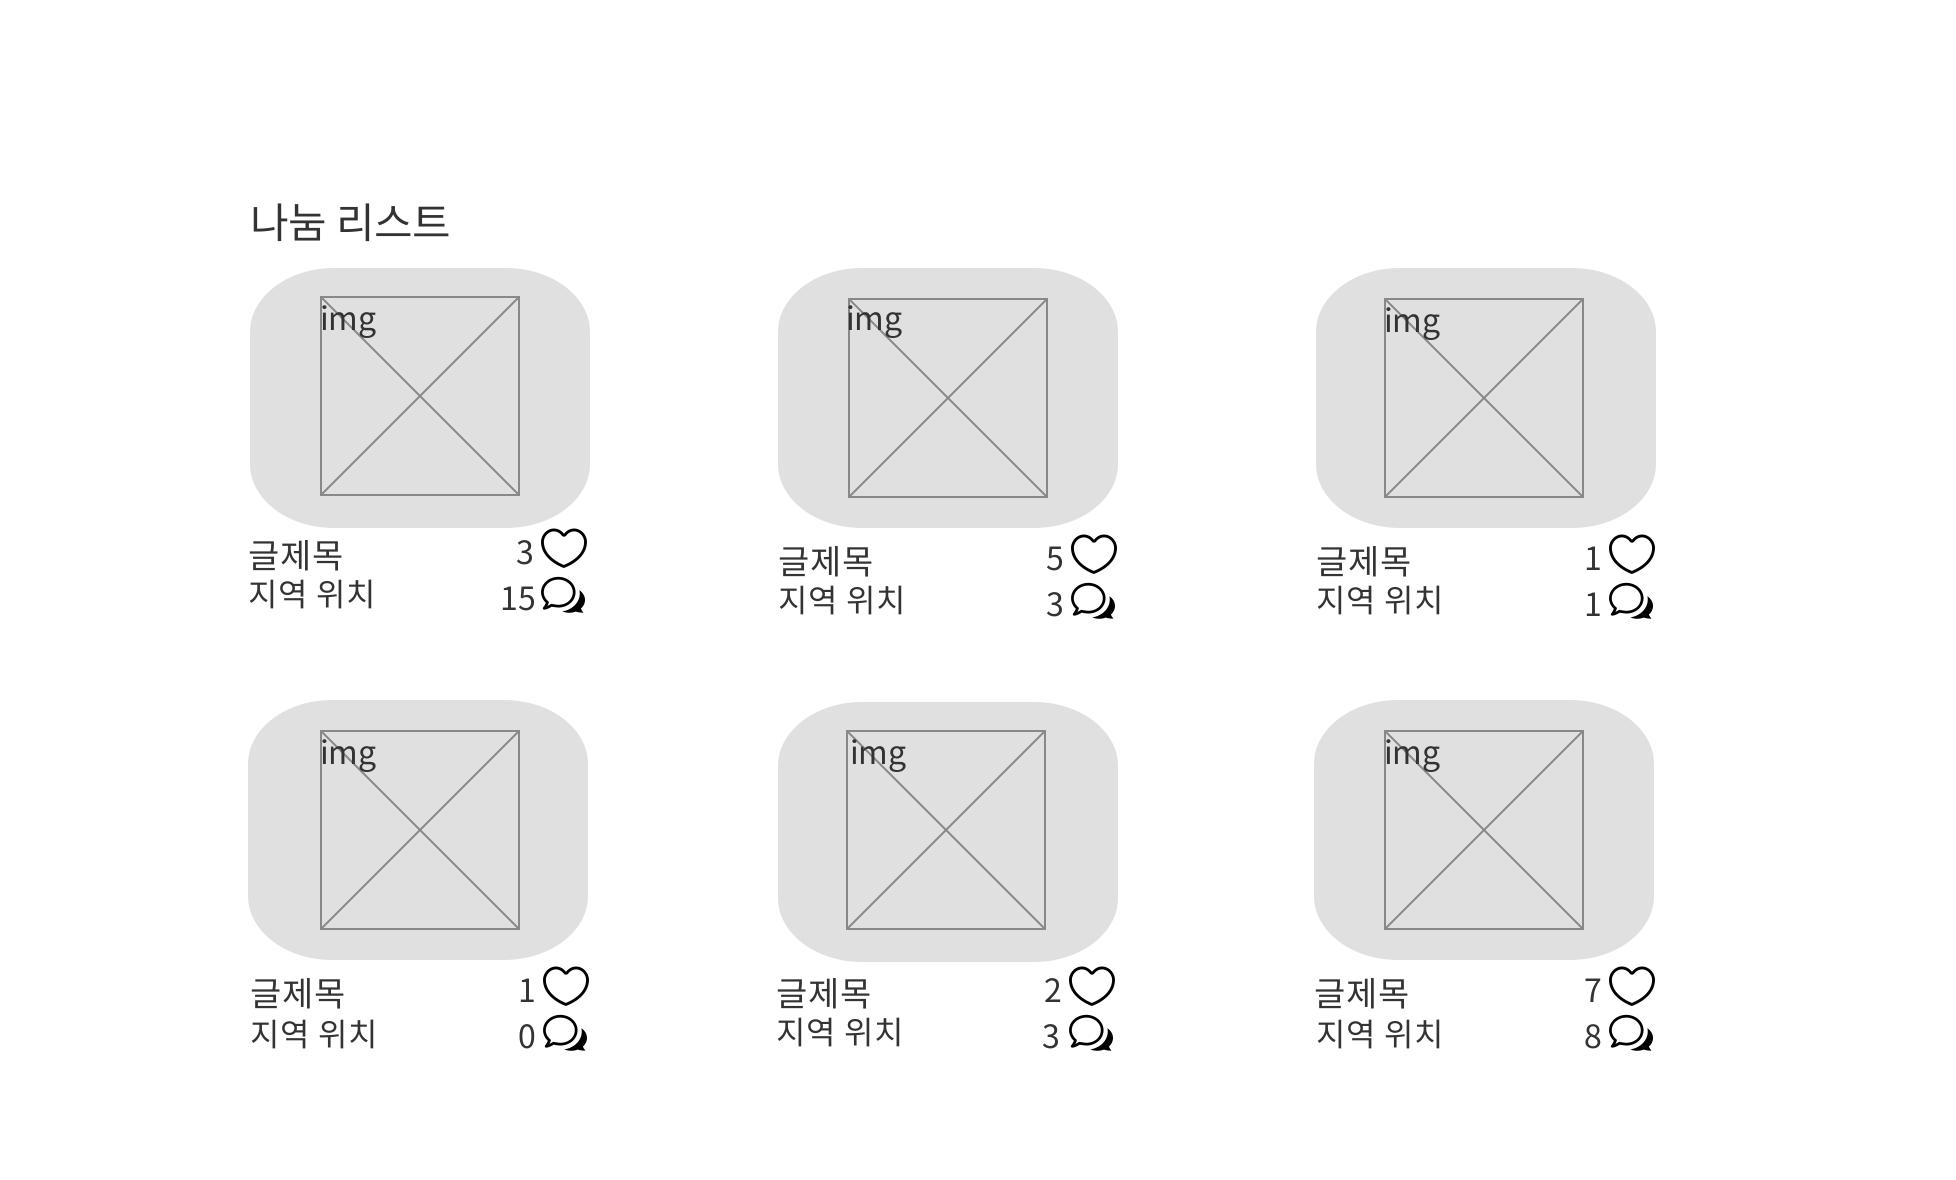 나눔 리스트
img
img
img
글제목 3
지역 위치 15
글제목 5
지역 위치 3
글제목 1
지역 위치 1
img
img
img
글제목 1
지역 위치 0
글제목 2
지역 위치 3
글제목 7
지역 위치 8